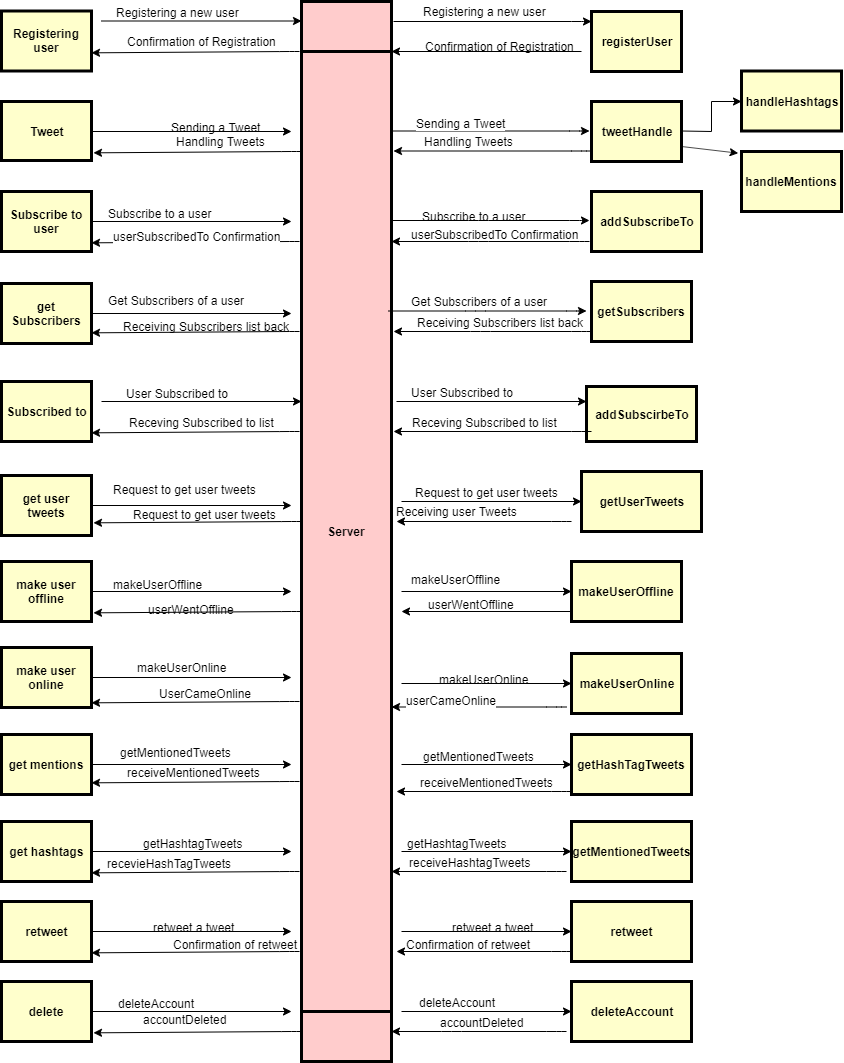 Registering a new user
Registering a new user
Registering
user
Confirmation of Registration
Confirmation of Registration
registerUser
handleHashtags
Tweet
Sending a Tweet
Handling Tweets
Sending a Tweet
Handling Tweets
tweetHandle
handleMentions
Subscribe to
user
Subscribe to a user
userSubscribedTo Confirmation
Subscribe to a user
userSubscribedTo Confirmation
addSubscribeTo
get
Subscribers
Get Subscribers of a user
Receiving Subscribers list back
Get Subscribers of a user
Receiving Subscribers list back
getSubscribers
Subscribed to
User Subscribed to
Receving Subscribed to list
User Subscribed to
Receving Subscribed to list
addSubscirbeTo
get user
tweets
Request to get user tweets
Request to get user tweets
Request to get user tweets
Receiving user Tweets
getUserTweets
Server
make user
offline
makeUserOffline
userWentOffline
makeUserOffline
userWentOffline
makeUserOffline
make user
online
makeUserOnline
UserCameOnline
makeUserOnline
userCameOnline
makeUserOnline
get mentions
getMentionedTweets
receiveMentionedTweets
getMentionedTweets
receiveMentionedTweets
getHashTagTweets
get hashtags
getHashtagTweets
recevieHashTagTweets
getHashtagTweets
receiveHashtagTweets
getMentionedTweets
retweet
retweet a tweet
Confirmation of retweet
retweet a tweet
Confirmation of retweet
retweet
delete
deleteAccount
accountDeleted
deleteAccount
accountDeleted
deleteAccount